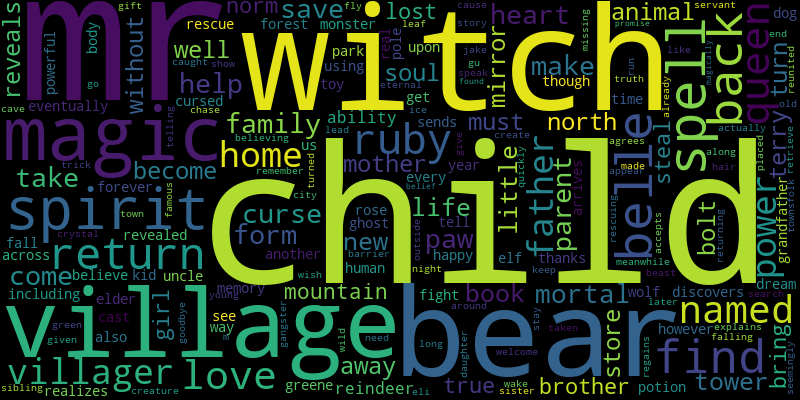 reveals
mr
norm
rescue
save
forest
monster
fly
leaf
lost
cause
story
heart
animal
servant
dog
gift
powerful
body
go
without
witch
mirror
missing
promise
spell
back
queen
turn
end
reunited
well
caught
show
park
using
pole
real
upon
jake
gu
speak
found
make
like
un
truth
magically
help
cursed
toy
soul
eternal
get
ice
though
time
already
old
cave
eventually
chase
ability
sends
must
north
actually
magic
telling
family
believing
us
lead
ruby
give
create
agrees
belle
steal
terry
along
retrieve
take
become
home
remember
turned
mother
year
quickly
made
appear
placed
hair
townsfolk
forever
trick
city
every
belief
arrives
little
father
parent
spirit
famous
town
curse
rose
ghost
life
child
rescuing
accepts
bolt
power
grandfather
fall
across
crystal
revealed
form
another
barrier
new
tell
outside
paw
elf
happy
thanks
meanwhile
beast
returning
return
come
believe
kid
uncle
wish
human
night
keep
wolf
discovers
dream
search
including
elder
girl
goodbye
memory
young
mountain
fight
book
mortal
later
named
village
green
given
cast
also
see
way
m
gangster
wild
need
bear
around
stay
store
however
explains
falling
find
bring
seemingly
villager
love
away
long
daughter
welcome
taken
regains
sibling
realizes
creature
greene
reindeer
eli
true
wake
sister
brother
potion
tower